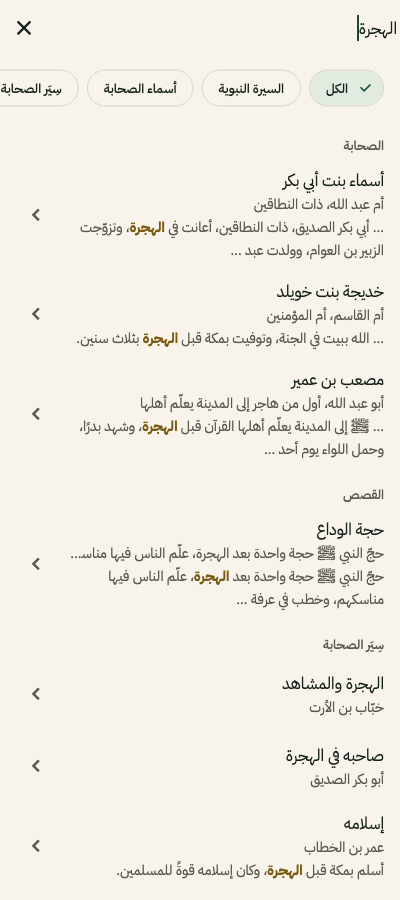 الهجرة
الكل
السيرة النبوية
أسماء الصحابة
سِيَر الصحابة
الصحابة
أسماء بنت أبي بكر
أم عبد الله، ذات النطاقين
... أبي بكر الصديق، ذات النطاقين، أعانت في الهجرة، وتزوّجت
الزبير بن العوام، وولدت عبد ...
خديجة بنت خويلد
أم القاسم، أم المؤمنين
... الله ببيت في الجنة، وتوفيت بمكة قبل الهجرة بثلاث سنين.
مصعب بن عمير
أبو عبد الله، أول من هاجر إلى المدينة يعلّم أهلها
... ﷺ إلى المدينة يعلّم أهلها القرآن قبل الهجرة، وشهد بدرًا،
وحمل اللواء يوم أحد ...
القصص
حجة الوداع
حجّ النبي ﷺ حجة واحدة بعد الهجرة، علّم الناس فيها مناسـ...
حجّ النبي ﷺ حجة واحدة بعد الهجرة، علّم الناس فيها
مناسكهم، وخطب في عرفة ...
سِيَر الصحابة
الهجرة والمشاهد
خبّاب بن الأرت
صاحبه في الهجرة
أبو بكر الصديق
إسلامه
عمر بن الخطاب
أسلم بمكة قبل الهجرة، وكان إسلامه قوةً للمسلمين.